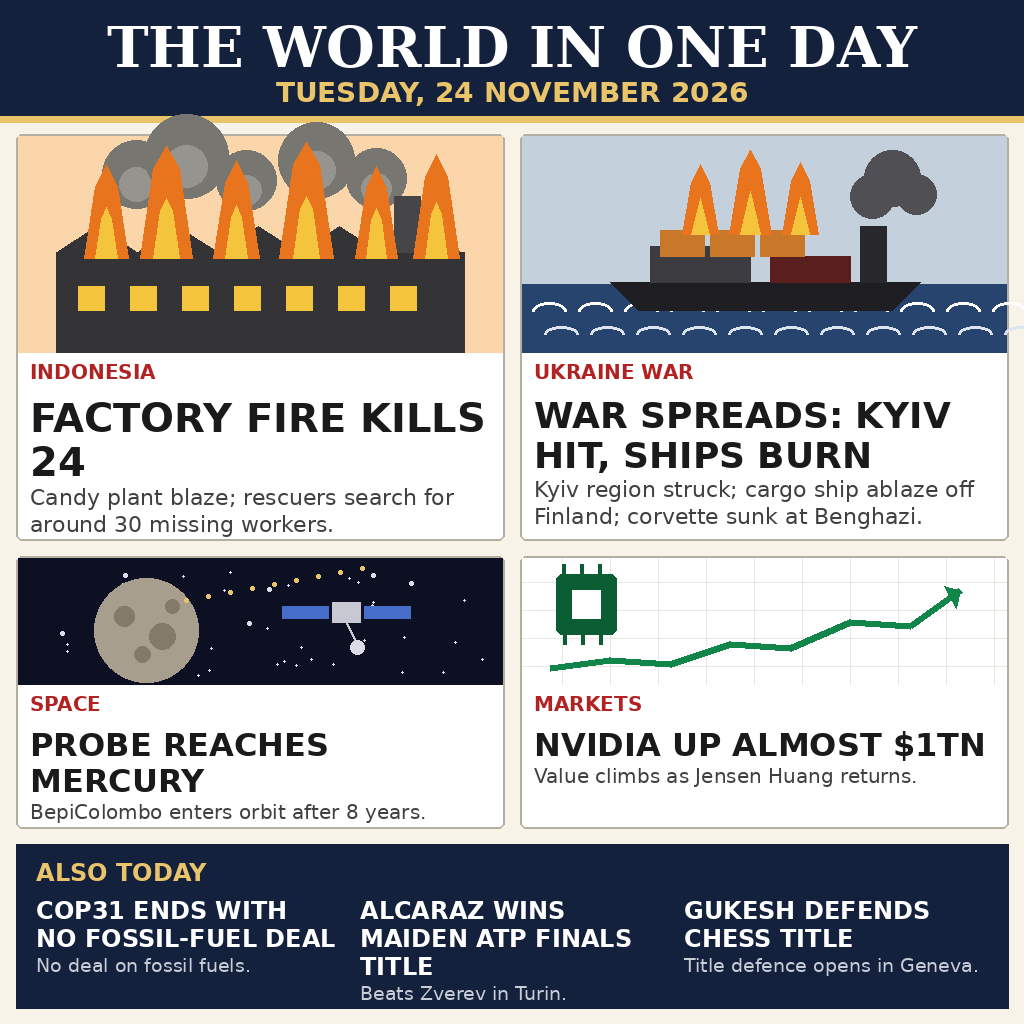 THE WORLD IN ONE DAY
TUESDAY, 24 NOVEMBER 2026
INDONESIA
FACTORY FIRE KILLS
24
Candy plant blaze; rescuers search for
around 30 missing workers.
UKRAINE WAR
WAR SPREADS: KYIV
HIT, SHIPS BURN
Kyiv region struck; cargo ship ablaze off
Finland; corvette sunk at Benghazi.
SPACE
PROBE REACHES
MERCURY
BepiColombo enters orbit after 8 years.
MARKETS
NVIDIA UP ALMOST $1TN
Value climbs as Jensen Huang returns.
ALSO TODAY
COP31 ENDS WITH
NO FOSSIL-FUEL DEAL
No deal on fossil fuels.
ALCARAZ WINS
MAIDEN ATP FINALS
TITLE
Beats Zverev in Turin.
GUKESH DEFENDS
CHESS TITLE
Title defence opens in Geneva.